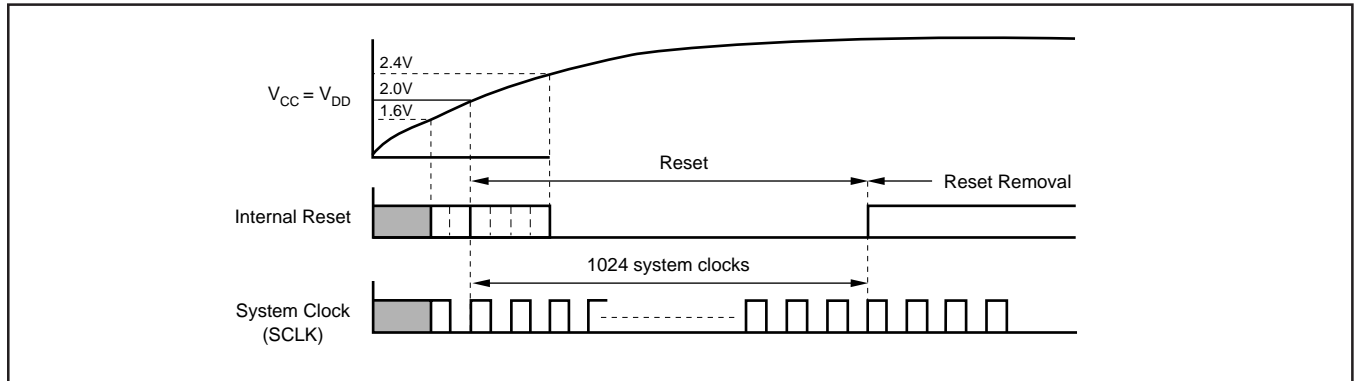 2.4V
V_CC = V_DD
2.0V
1.6V
Reset
Reset Removal
Internal Reset
1024 system clocks
System Clock
(SCLK)